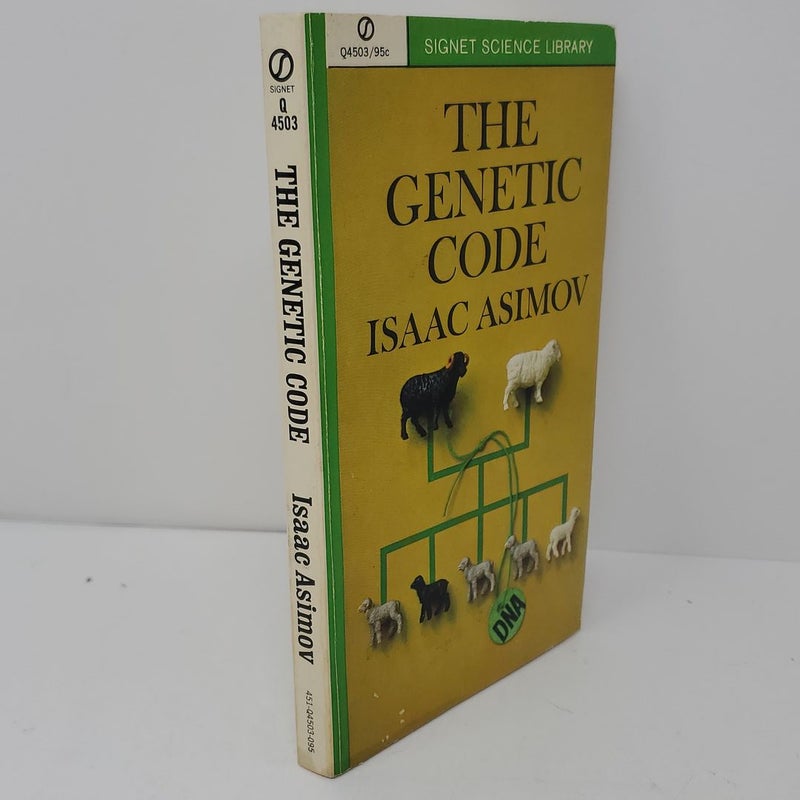 SIGNET
Q
4503
THE GENETIC CODE
Isaac Asimov
451-Q4503-095
Q4503/95c
SIGNET SCIENCE LIBRARY
THE
GENETIC
CODE
ISAAC ASIMOV
DNA